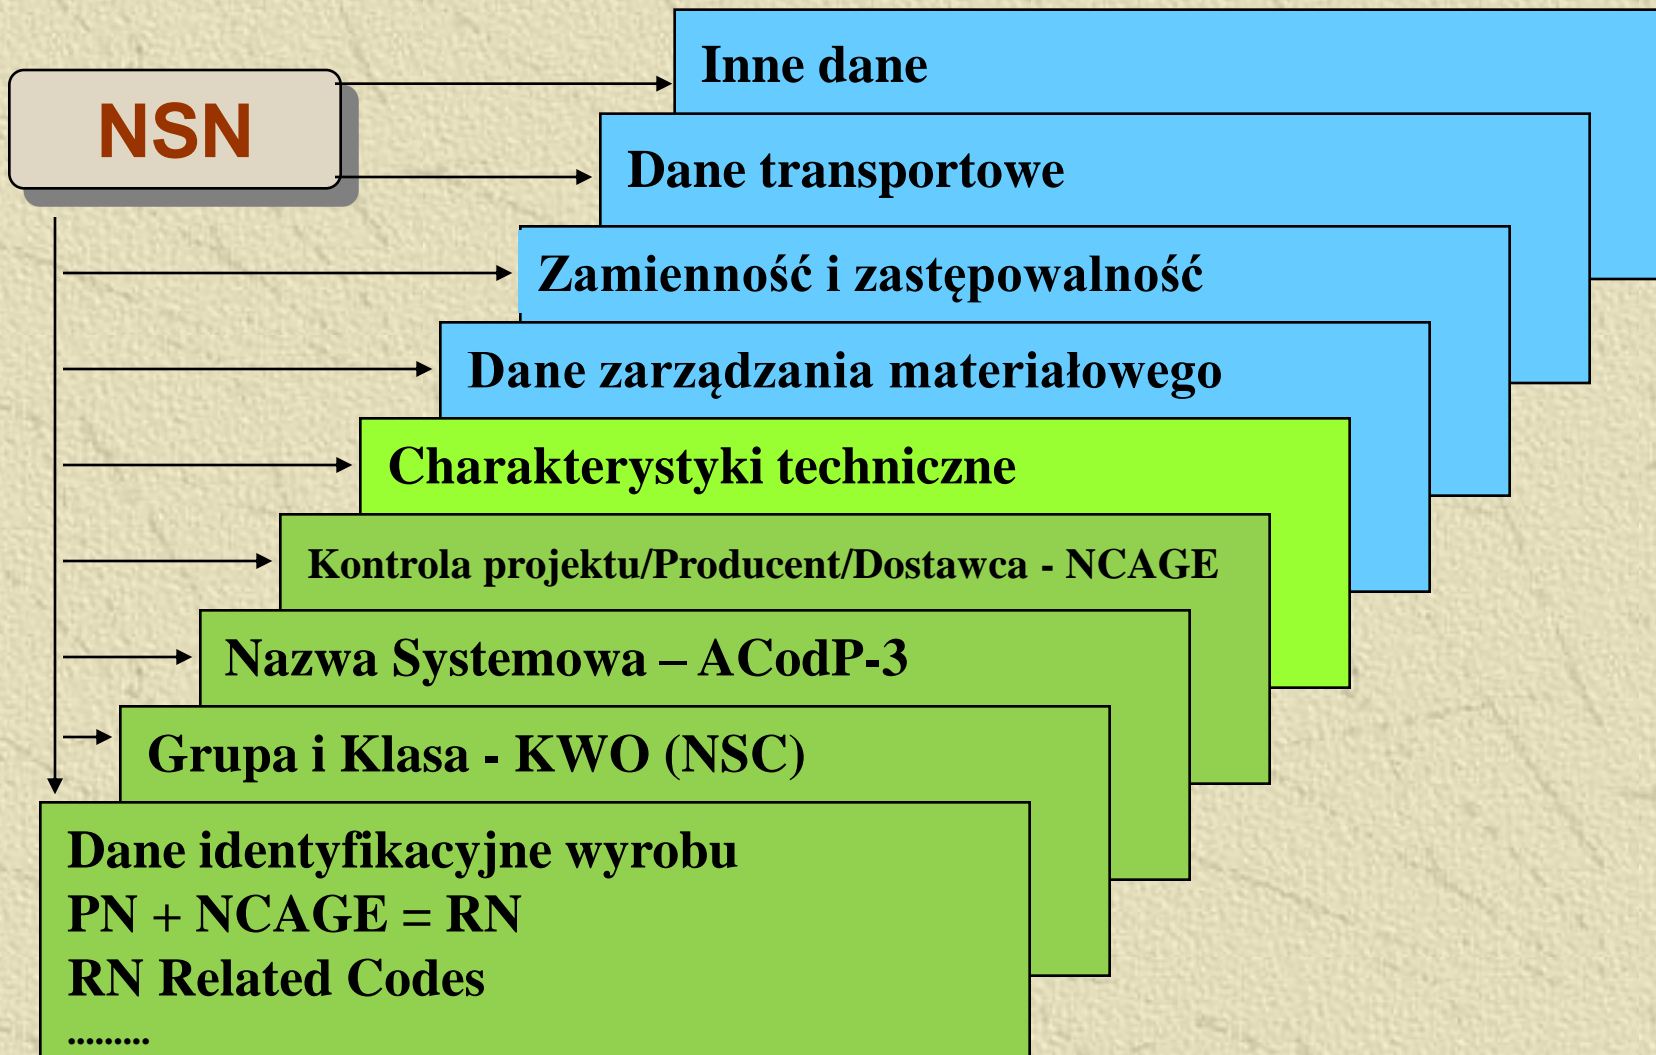 NSN
Inne dane
Dane transportowe
Zamienność i zastępowalność
Dane zarządzania materiałowego
Charakterystyki techniczne
Kontrola projektu/Producent/Dostawca - NCAGE
Nazwa Systemowa – ACodP-3
Grupa i Klasa - KWO (NSC)
Dane identyfikacyjne wyrobu
PN + NCAGE = RN
RN Related Codes
.........